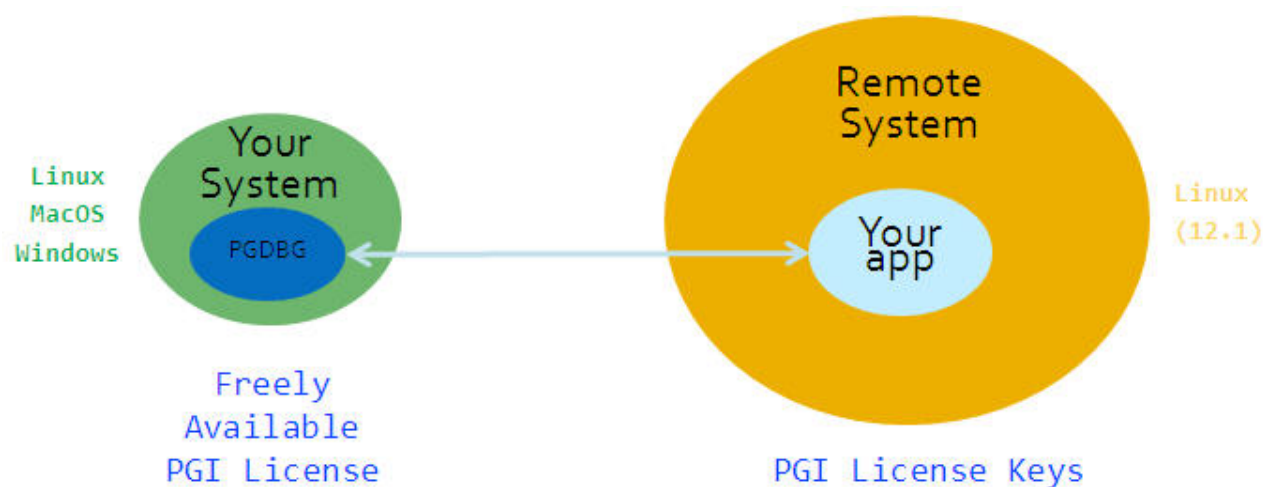 Linux
MacOS
Windows
Your
System
PGDBG
Freely
Available
PGI License
Remote
System
Your
app
Linux
(12.1)
PGI License Keys